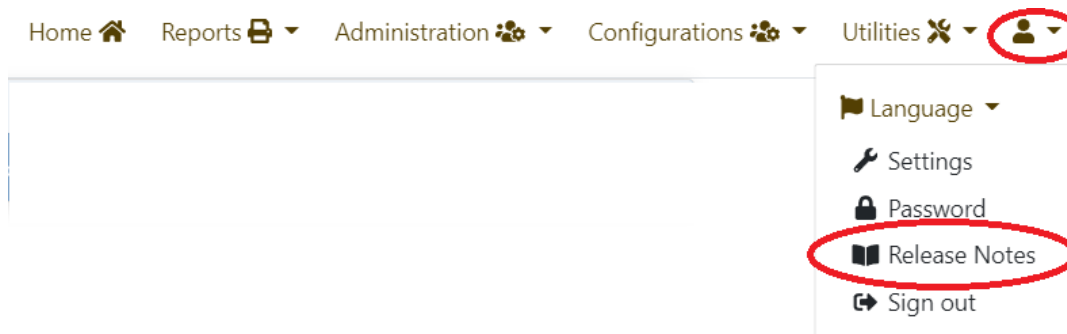 Home Reports Administration Configurations Utilities
Language
Settings
Password
Release Notes
Sign out